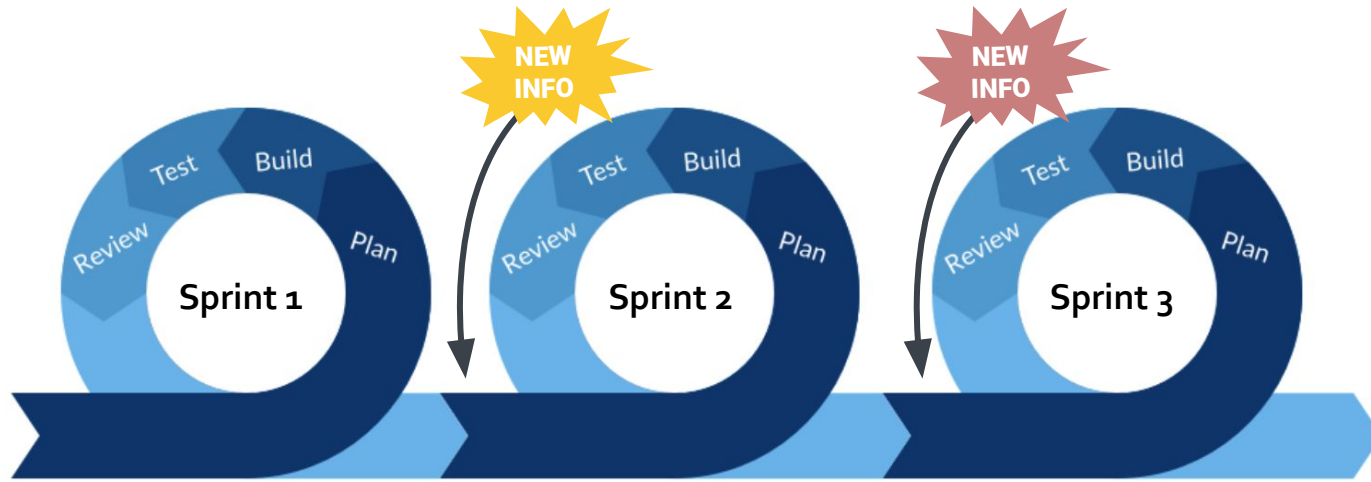 NEW
INFO
NEW
INFO
Test
Build
Review
Plan
Sprint 1
Test
Build
Review
Plan
Sprint 2
Test
Build
Review
Plan
Sprint 3